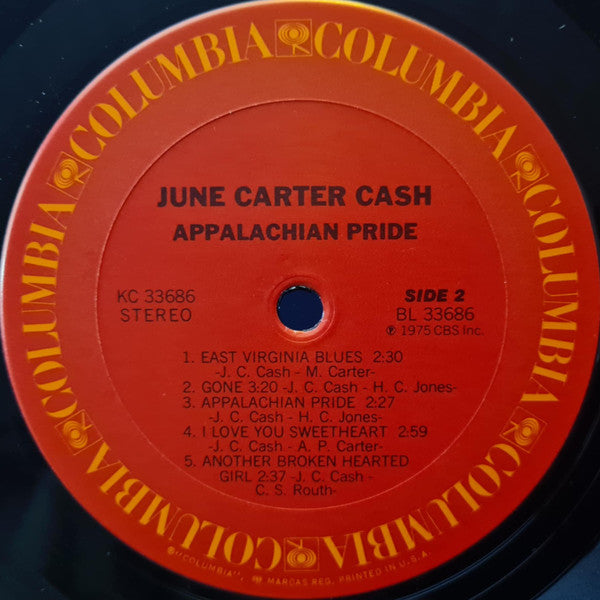 COLUMBIA COLUMBIA COLUMBIA COLUMBIA COLUMBIA COLUMBIA
JUNE CARTER CASH
APPALACHIAN PRIDE
KC 33686 SIDE 2
STEREO BL 33686
℗ 1975 CBS Inc.
1. EAST VIRGINIA BLUES 2:30
-J. C. Cash - M. Carter-
2. GONE 3:20 -J. C. Cash - H. C. Jones-
3. APPALACHIAN PRIDE 2:27
-J. C. Cash - H. C. Jones-
4. I LOVE YOU SWEETHEART 2:59
-J. C. Cash - A. P. Carter-
5. ANOTHER BROKEN HEARTED
GIRL 2:37 -J. C. Cash -
C. S. Routh-
®"COLUMBIA", MARCAS REG. PRINTED IN U.S.A.